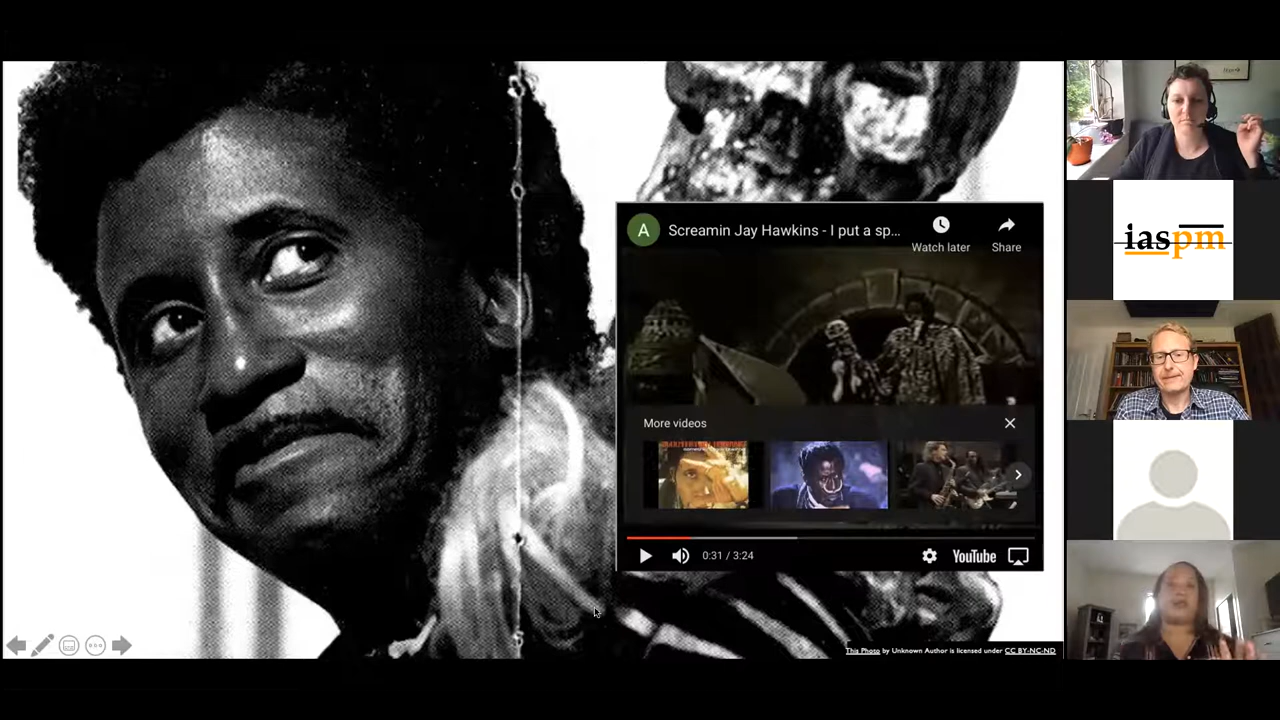 A
Screamin Jay Hawkins - I put a sp...
Watch later
Share
More videos
0:31 / 3:24
YouTube
This Photo by Unknown Author is licensed under CC BY-NC-ND
iaspm